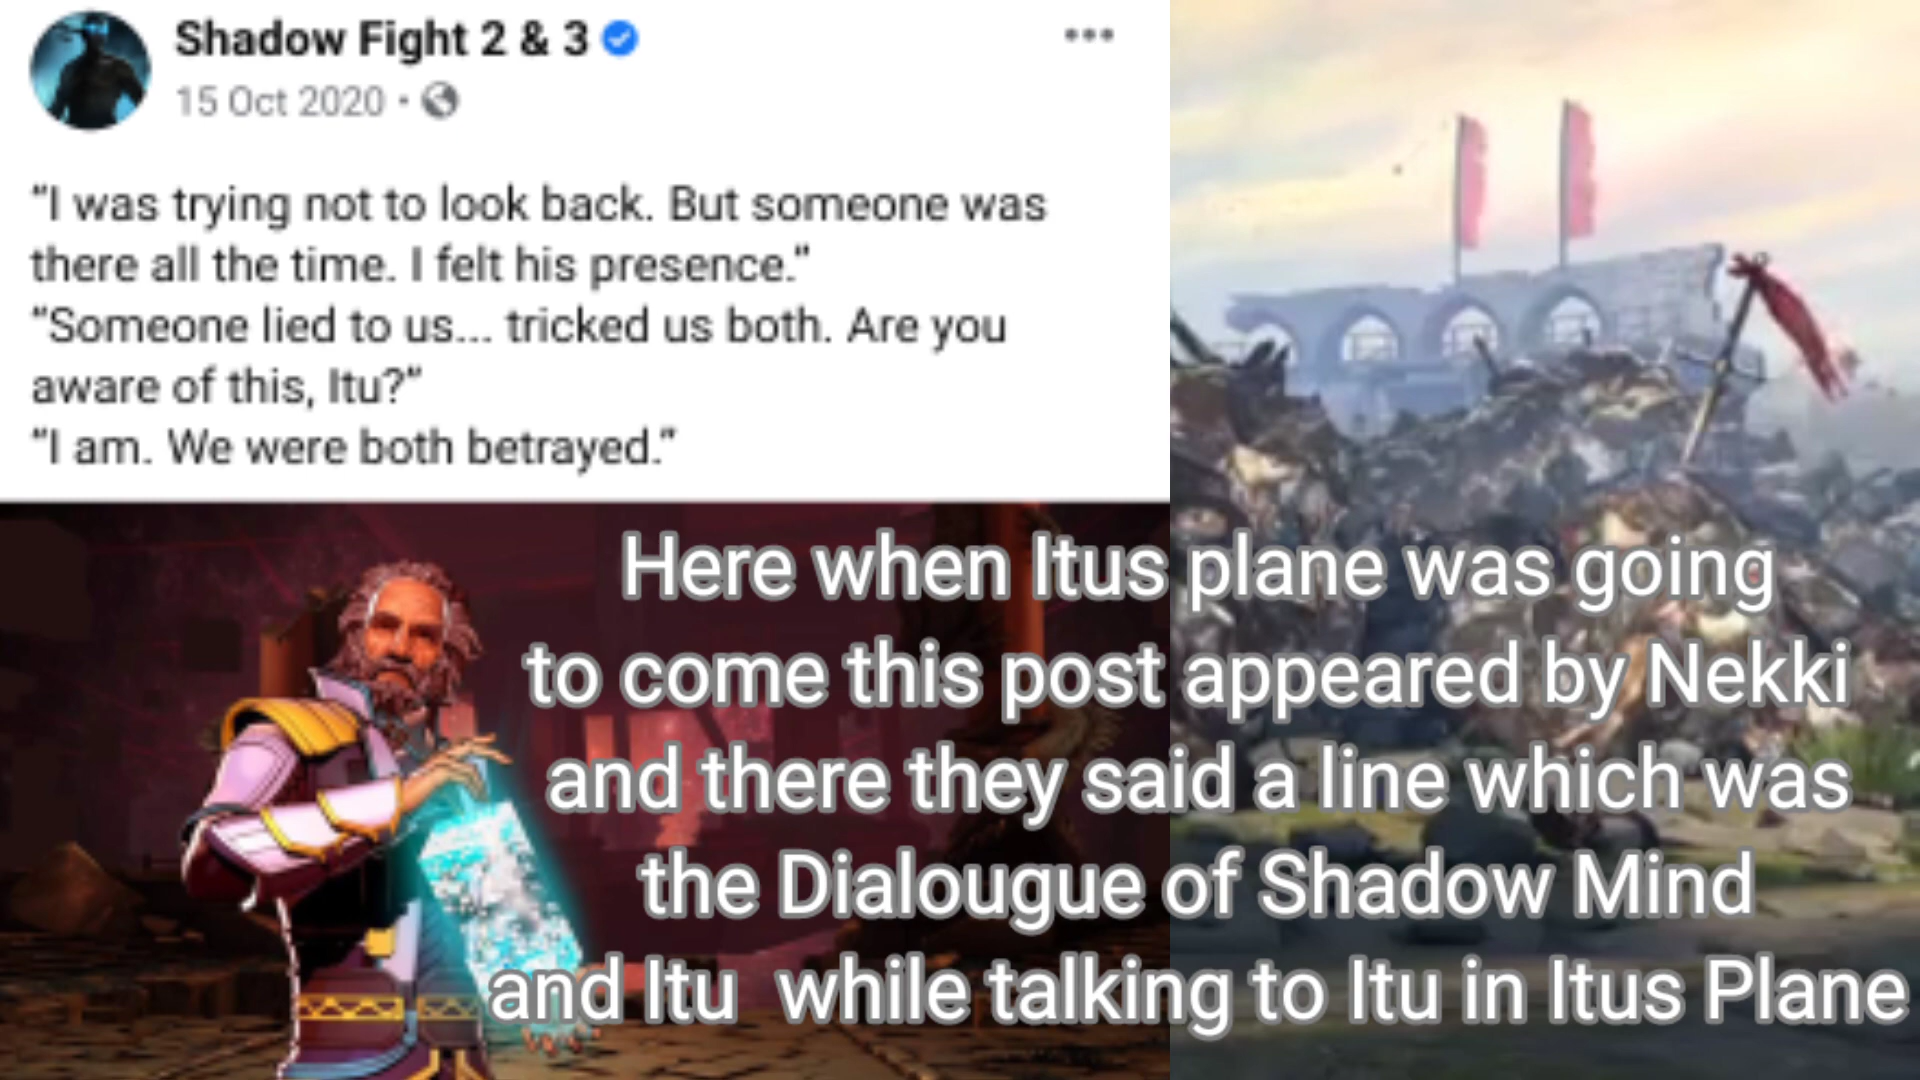 Shadow Fight 2 & 3
15 Oct 2020 ·
“I was trying not to look back. But someone was
there all the time. I felt his presence.”
“Someone lied to us... tricked us both. Are you
aware of this, Itu?”
“I am. We were both betrayed.”
Here when Itus plane was going
to come this post appeared by Nekki
and there they said a line which was
the Dialougue of Shadow Mind
and Itu while talking to Itu in Itus Plane